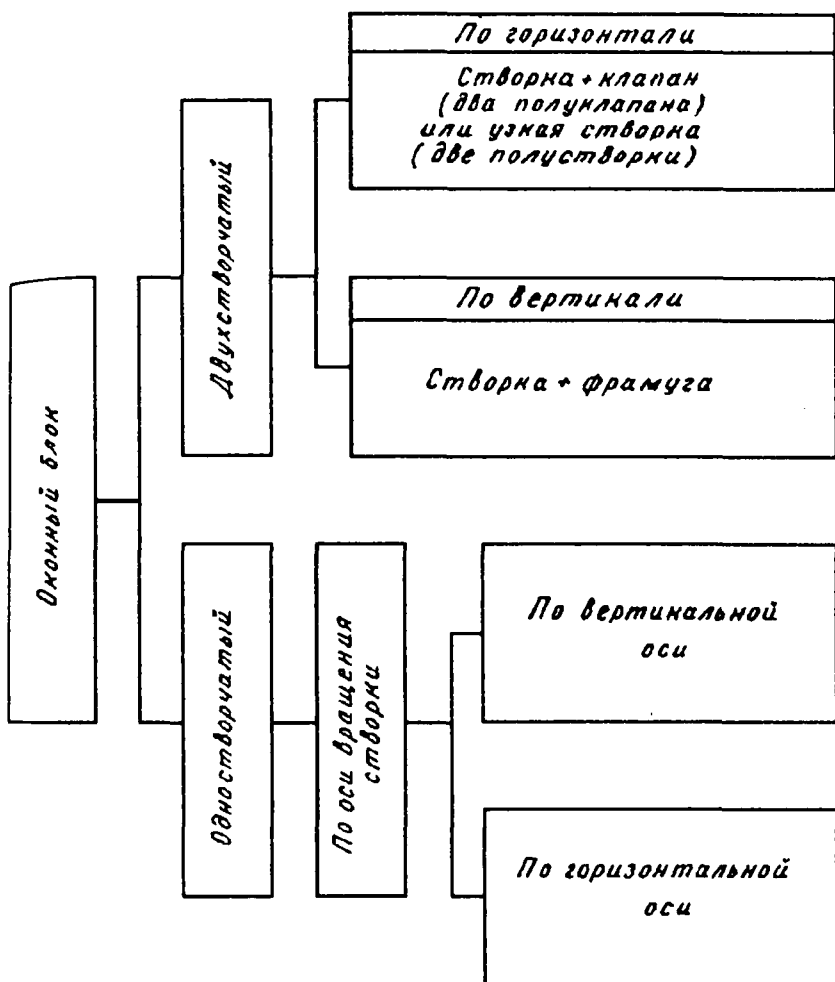 По горизонтали
Створка + клапан
(два полуклапана)
или узкая створка
(две полустворки)
Двухстворчатый
По вертикали
Створка + фрамуга
Оконный блок
Одностворчатый
По оси вращения
створки
По вертикальной
оси
По горизонтальной
оси